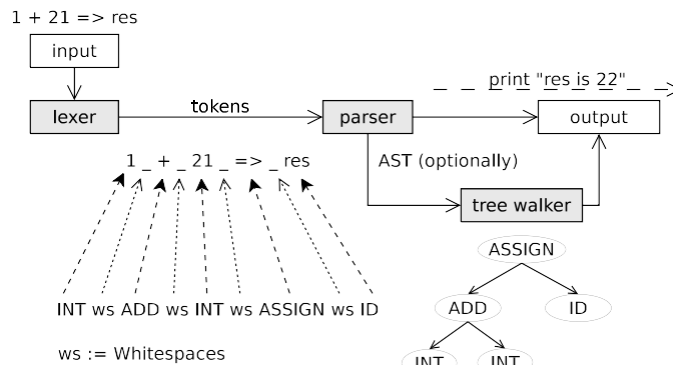 1 + 21 => res
input
print "res is 22"
lexer
tokens
parser
output
1 _ + _ 21 _ => _ res
AST (optionally)
tree walker
ASSIGN
INT ws ADD ws INT ws ASSIGN ws ID
ADD
ID
ws := Whitespaces
INT
INT